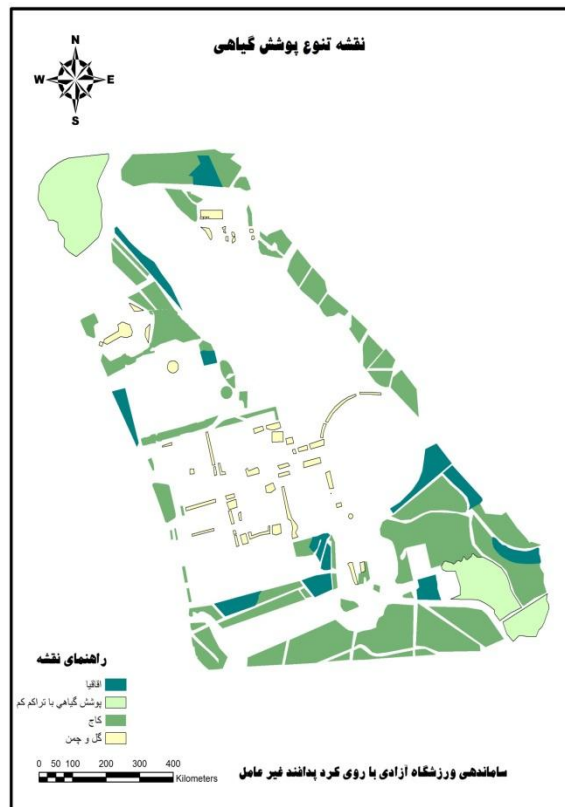 نقشه تنوع پوشش گیاهی
N
W E
S
راهنمای نقشه
اقاقیا
پوشش گیاهی با تراکم کم
کاج
گل و چمن
0 50 100 200 300 400
Kilometers
ساماندهی ورزشگاه آزادی با روی کرد پدافند غیر عامل